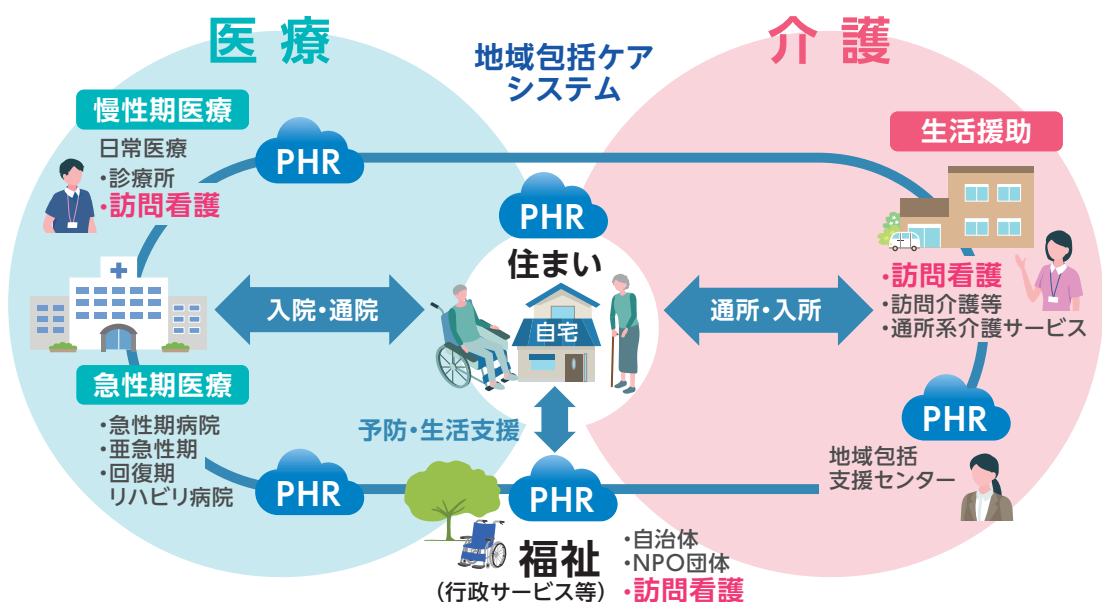 医療
介護
地域包括ケア
システム
慢性期医療
日常医療
・診療所
・訪問看護
PHR
PHR
住まい
自宅
入院・通院
通所・入所
生活援助
・訪問看護
・訪問介護等
・通所系介護サービス
急性期医療
・急性期病院
・亜急性期
・回復期
リハビリ病院
PHR
予防・生活支援
PHR
PHR
地域包括
支援センター
福祉
(行政サービス等)
・自治体
・NPO団体
・訪問看護